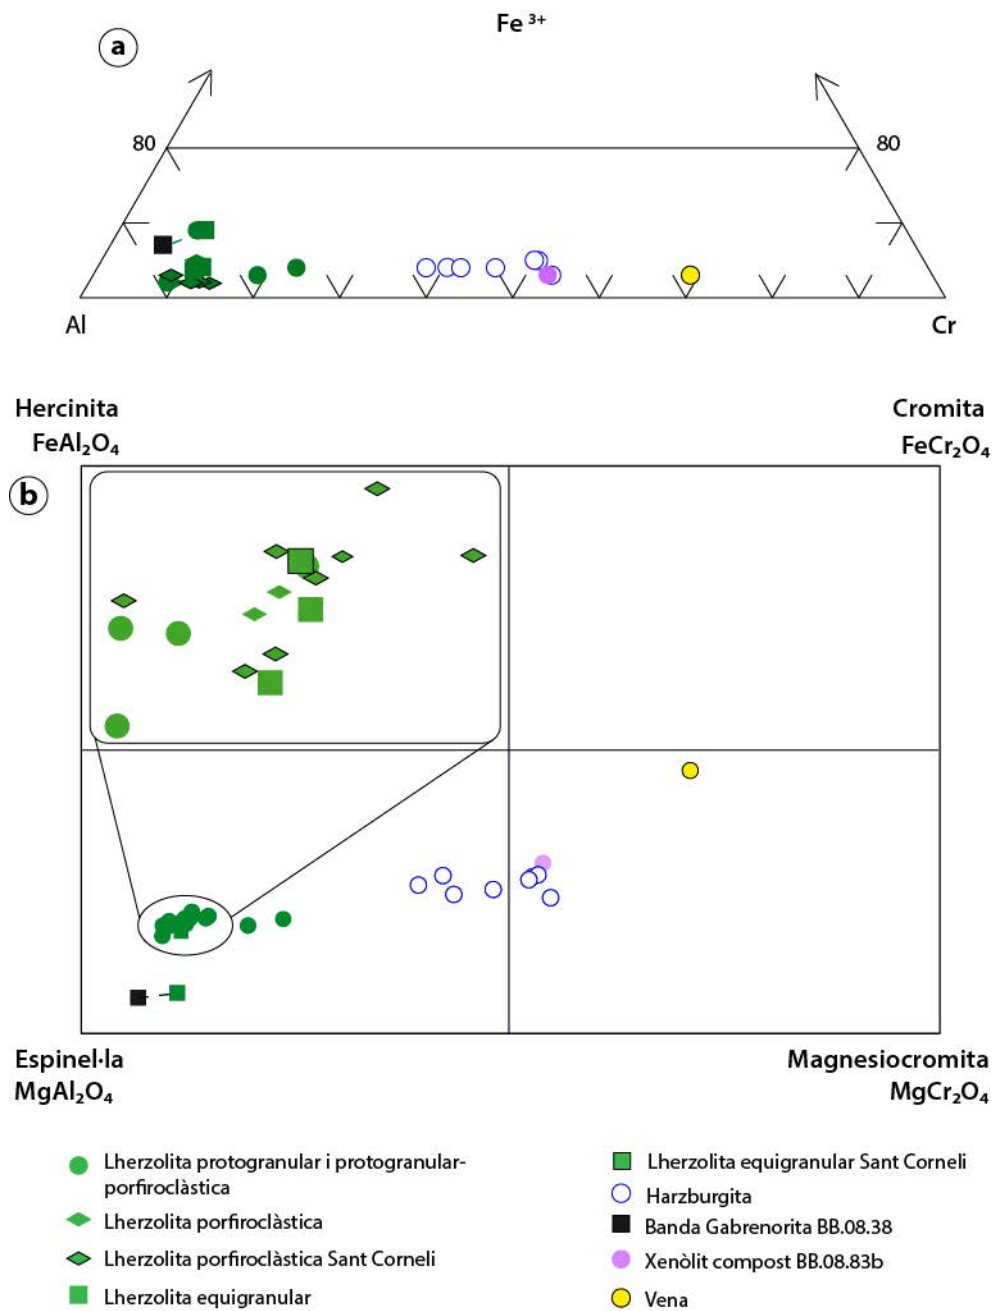 Fe ³⁺
a
80
80
Al
Cr
Hercinita
FeAl₂O₄
Cromita
FeCr₂O₄
b
Espinel·la
MgAl₂O₄
Magnesiocromita
MgCr₂O₄
Lherzolita protogranular i protogranular-
porfiroclàstica
Lherzolita porfiroclàstica
Lherzolita porfiroclàstica Sant Corneli
Lherzolita equigranular
Lherzolita equigranular Sant Corneli
Harzburgita
Banda Gabrenorita BB.08.38
Xenòlit compost BB.08.83b
Vena